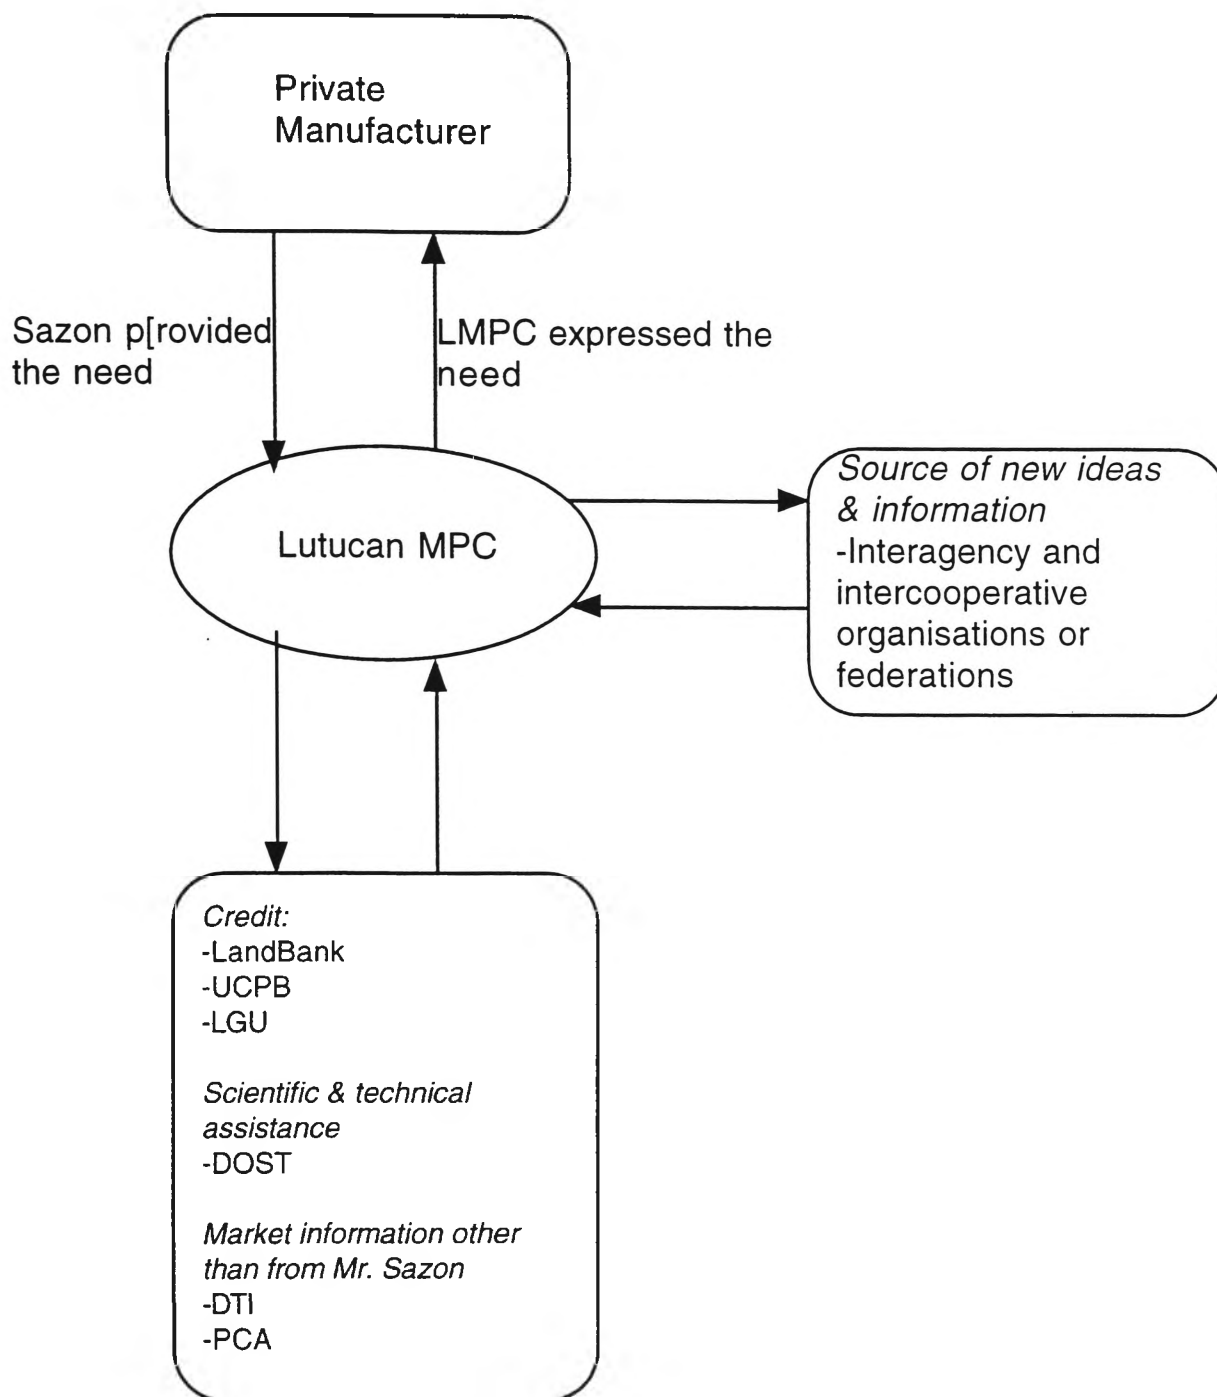 Private
Manufacturer
Sazon p[rovided
the need
LMPC expressed the
need
Lutucan MPC
Source of new ideas
& information
-Interagency and
intercooperative
organisations or
federations
Credit:
-LandBank
-UCPB
-LGU
Scientific & technical
assistance
-DOST
Market information other
than from Mr. Sazon
-DTI
-PCA